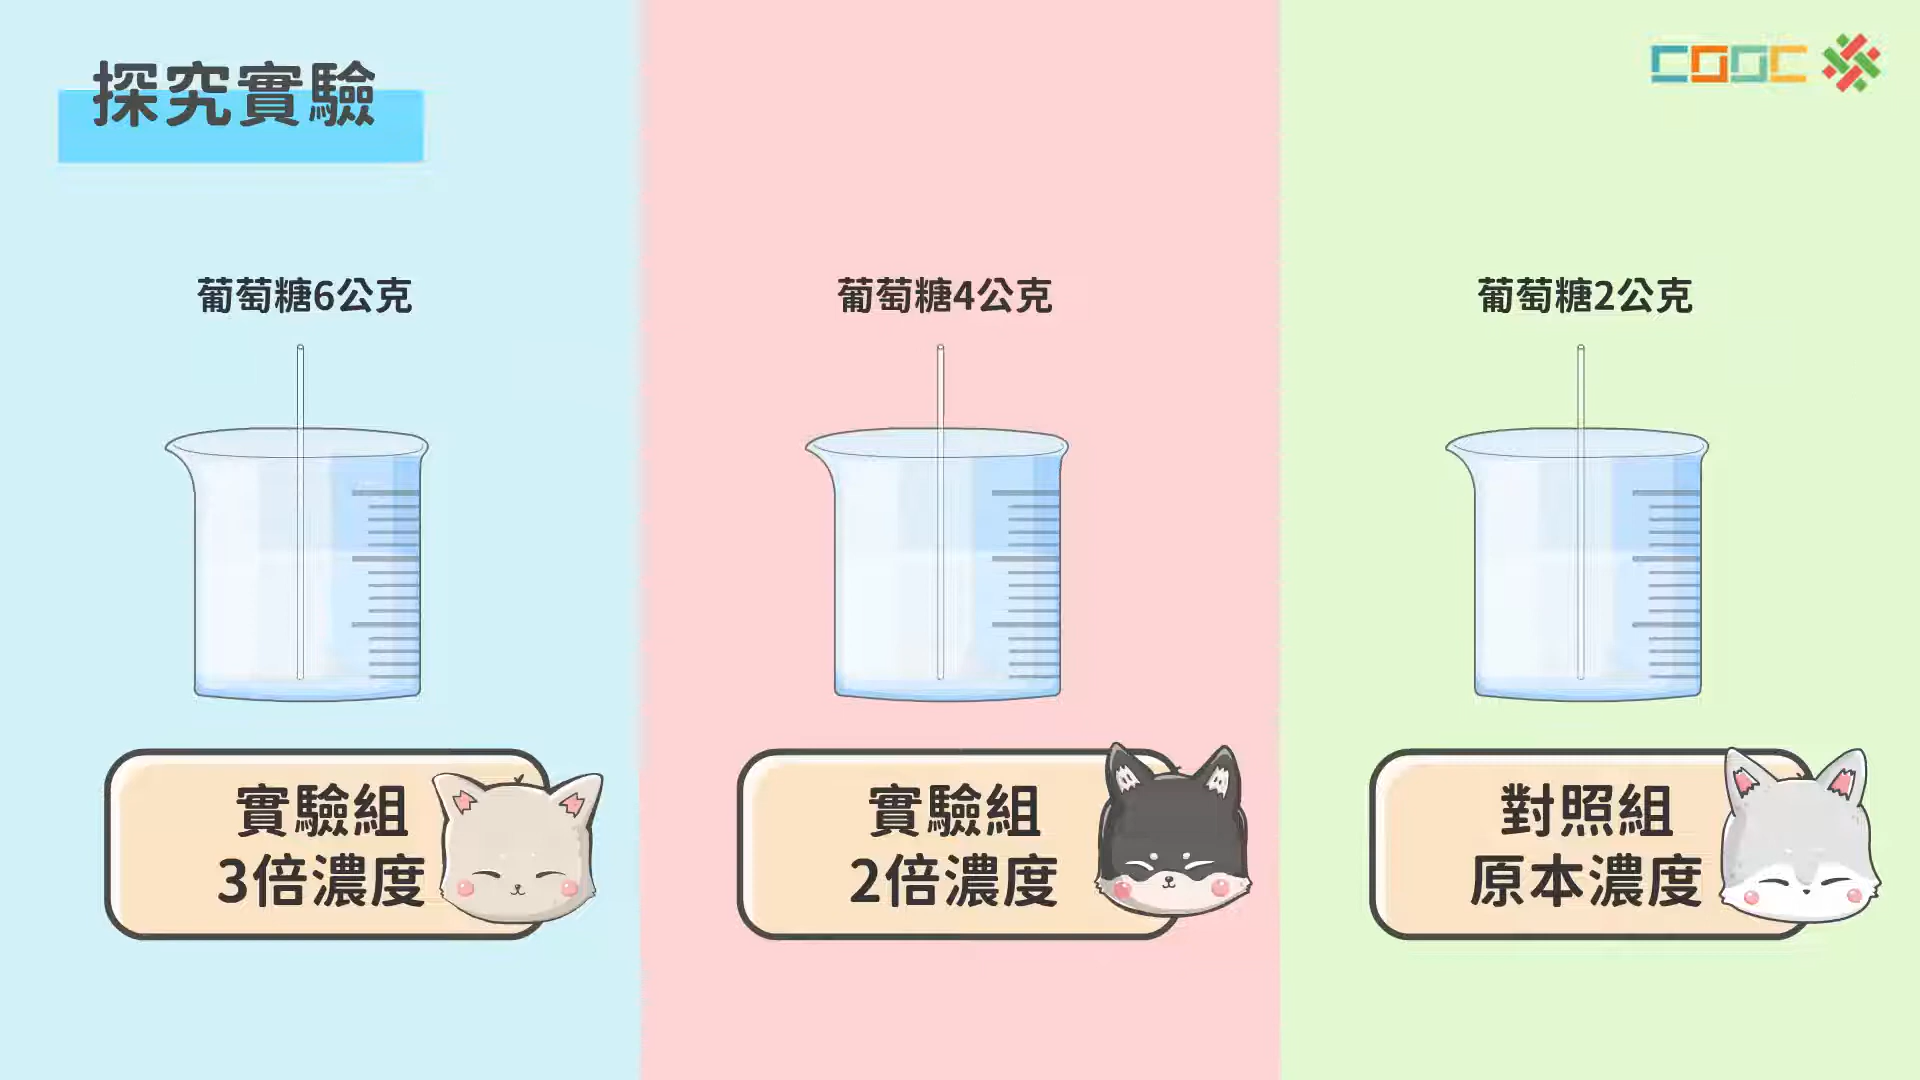 探究實驗
COOC
葡萄糖6公克
葡萄糖4公克
葡萄糖2公克
實驗組
3倍濃度
實驗組
2倍濃度
對照組
原本濃度